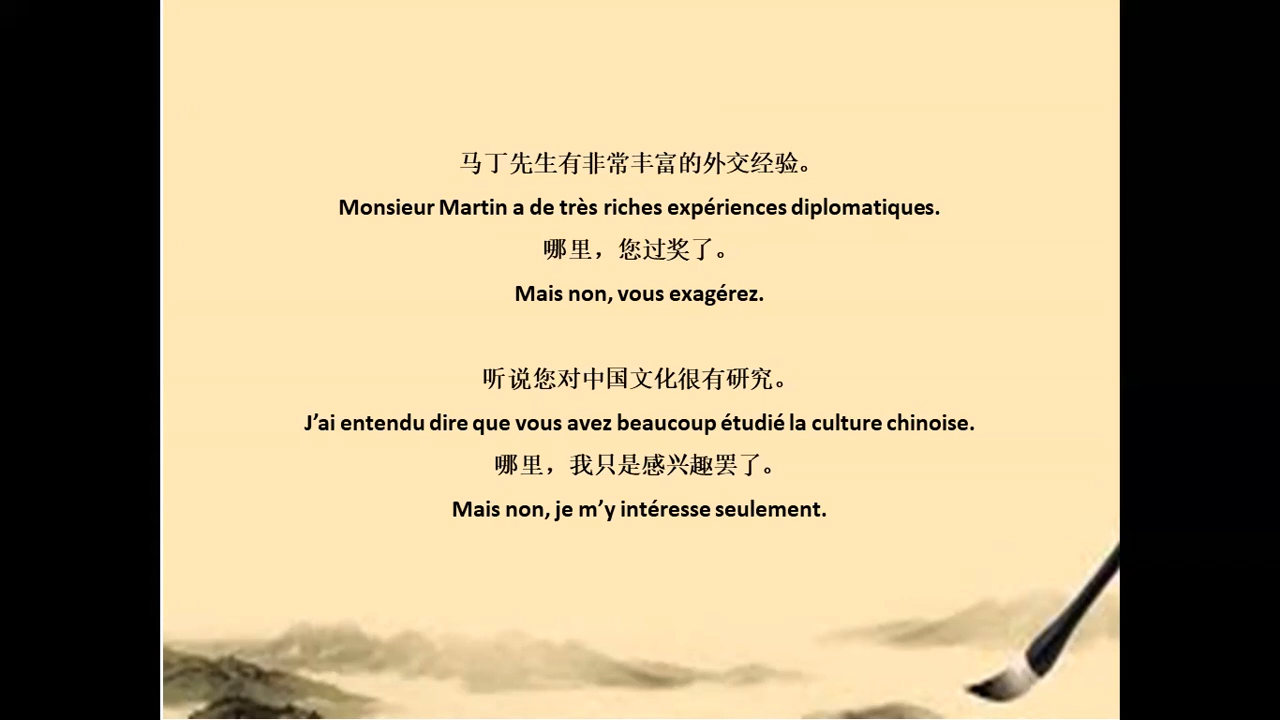 马丁先生有非常丰富的外交经验。
Monsieur Martin a de très riches expériences diplomatiques.
哪里，您过奖了。
Mais non, vous exagérez.
听说您对中国文化很有研究。
J’ai entendu dire que vous avez beaucoup étudié la culture chinoise.
哪里，我只是感兴趣罢了。
Mais non, je m’y intéresse seulement.